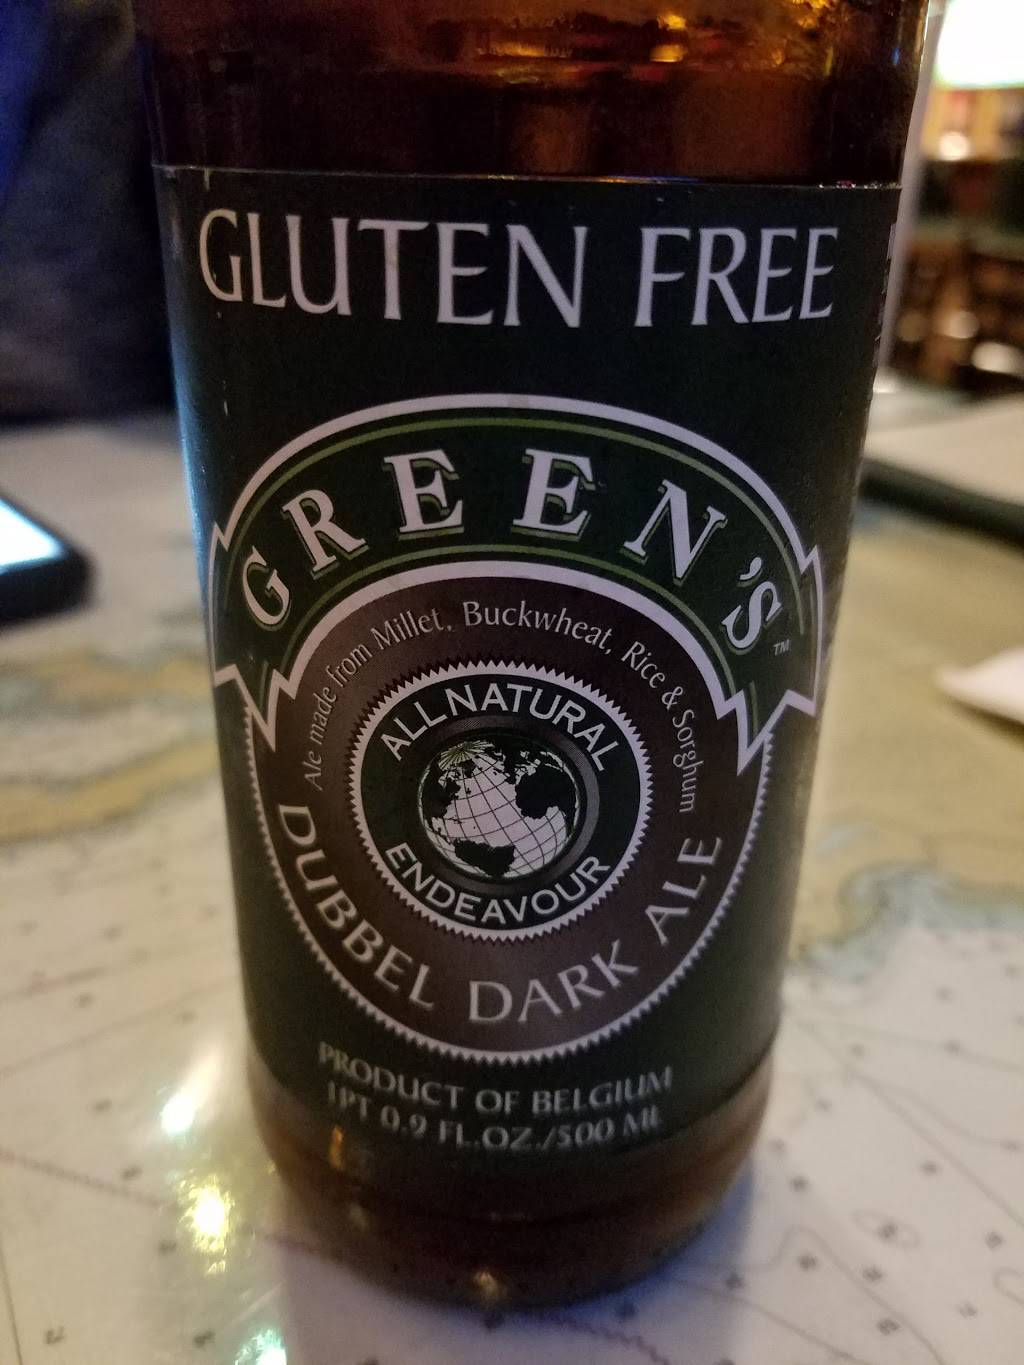 GLUTEN FREE
GREEN'S™
Ale made from Millet, Buckwheat, Rice & Sorghum
ALL NATURAL
ENDEAVOUR
DUBBEL DARK ALE
PRODUCT OF BELGIUM
1PT 0.9 FL.OZ./500 ML